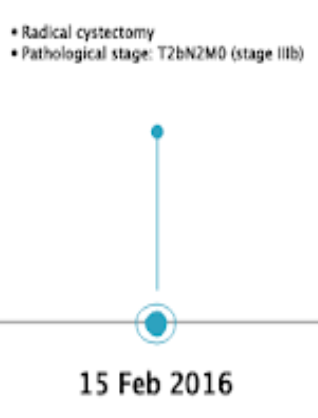 • Radical cystectomy
• Pathological stage: T2bN2M0 (stage IIIb)
15 Feb 2016